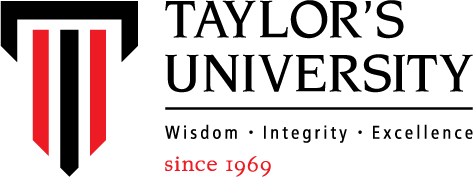 TAYLOR'S
UNIVERSITY
Wisdom · Integrity · Excellence
since 1969